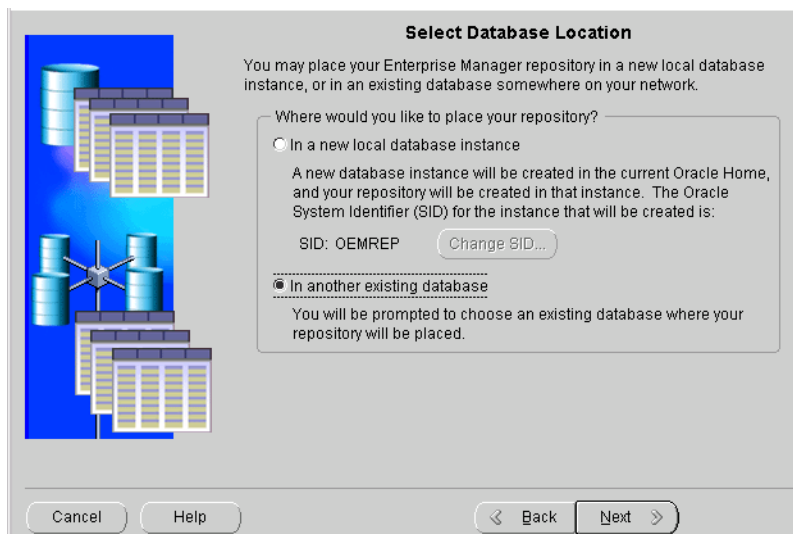 Select Database Location
You may place your Enterprise Manager repository in a new local database
instance, or in an existing database somewhere on your network.
Where would you like to place your repository?
In a new local database instance
A new database instance will be created in the current Oracle Home,
and your repository will be created in that instance. The Oracle
System Identifier (SID) for the instance that will be created is:
SID: OEMREP Change SID...
In another existing database
You will be prompted to choose an existing database where your
repository will be placed.
Cancel Help Back Next